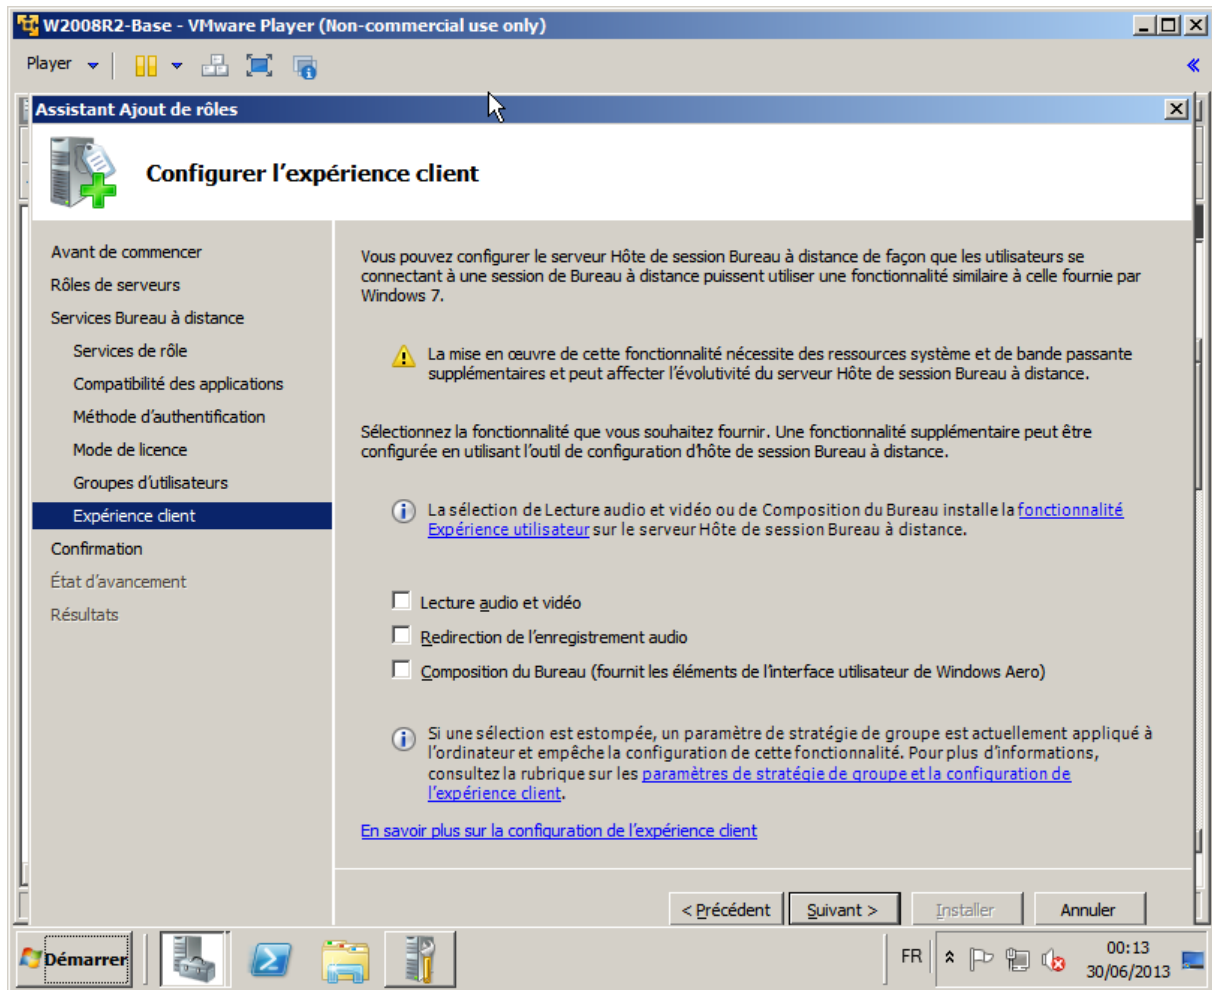 W2008R2-Base - VMware Player (Non-commercial use only)
Player
Assistant Ajout de rôles
Configurer l'expérience client
Avant de commencer
Rôles de serveurs
Services Bureau à distance
Services de rôle
Compatibilité des applications
Méthode d'authentification
Mode de licence
Groupes d'utilisateurs
Expérience client
Confirmation
État d'avancement
Résultats
Vous pouvez configurer le serveur Hôte de session Bureau à distance de façon que les utilisateurs se
connectant à une session de Bureau à distance puissent utiliser une fonctionnalité similaire à celle fournie par
Windows 7.
La mise en œuvre de cette fonctionnalité nécessite des ressources système et de bande passante
supplémentaires et peut affecter l'évolutivité du serveur Hôte de session Bureau à distance.
Sélectionnez la fonctionnalité que vous souhaitez fournir. Une fonctionnalité supplémentaire peut être
configurée en utilisant l'outil de configuration d'hôte de session Bureau à distance.
La sélection de Lecture audio et vidéo ou de Composition du Bureau installe la fonctionnalité
Expérience utilisateur sur le serveur Hôte de session Bureau à distance.
Lecture audio et vidéo
Redirection de l'enregistrement audio
Composition du Bureau (fournit les éléments de l'interface utilisateur de Windows Aero)
Si une sélection est estompée, un paramètre de stratégie de groupe est actuellement appliqué à
l'ordinateur et empêche la configuration de cette fonctionnalité. Pour plus d'informations,
consultez la rubrique sur les paramètres de stratégie de groupe et la configuration de
l'expérience client.
En savoir plus sur la configuration de l'expérience client
< Précédent
Suivant >
Installer
Annuler
Démarrer
FR
00:13
30/06/2013